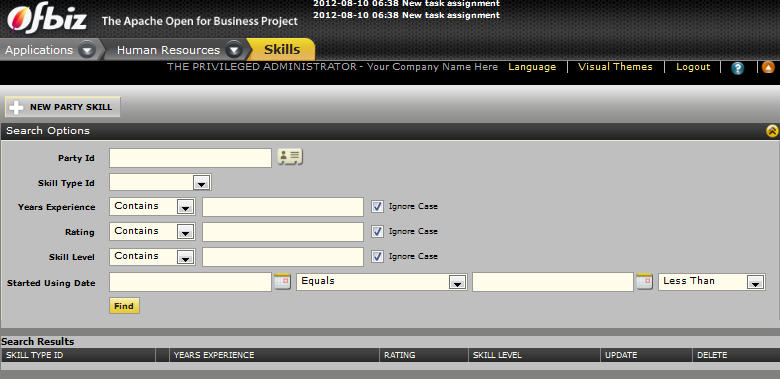 2012-08-10 06:38 New task assignment
Ofbiz The Apache Open for Business Project
2012-08-10 06:38 New task assignment
Applications Human Resources Skills
THE PRIVILEGED ADMINISTRATOR - Your Company Name Here Language Visual Themes Logout ?
NEW PARTY SKILL
Search Options
Party Id
Skill Type Id
Years Experience Contains Ignore Case
Rating Contains Ignore Case
Skill Level Contains Ignore Case
Started Using Date Equals Less Than
Find
Search Results
SKILL TYPE ID YEARS EXPERIENCE RATING SKILL LEVEL UPDATE DELETE